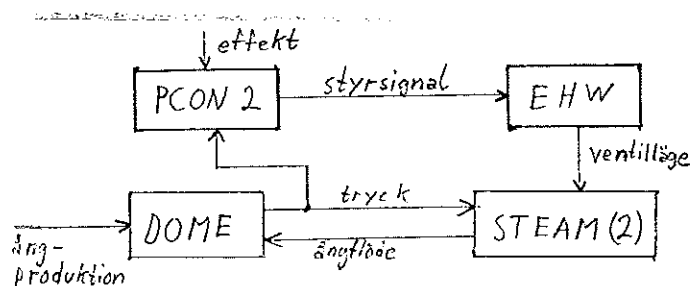 effekt
PCON 2
styrsignal
EHW
ventilläge
tryck
DOME
STEAM (2)
ångflöde
ång-
produktion